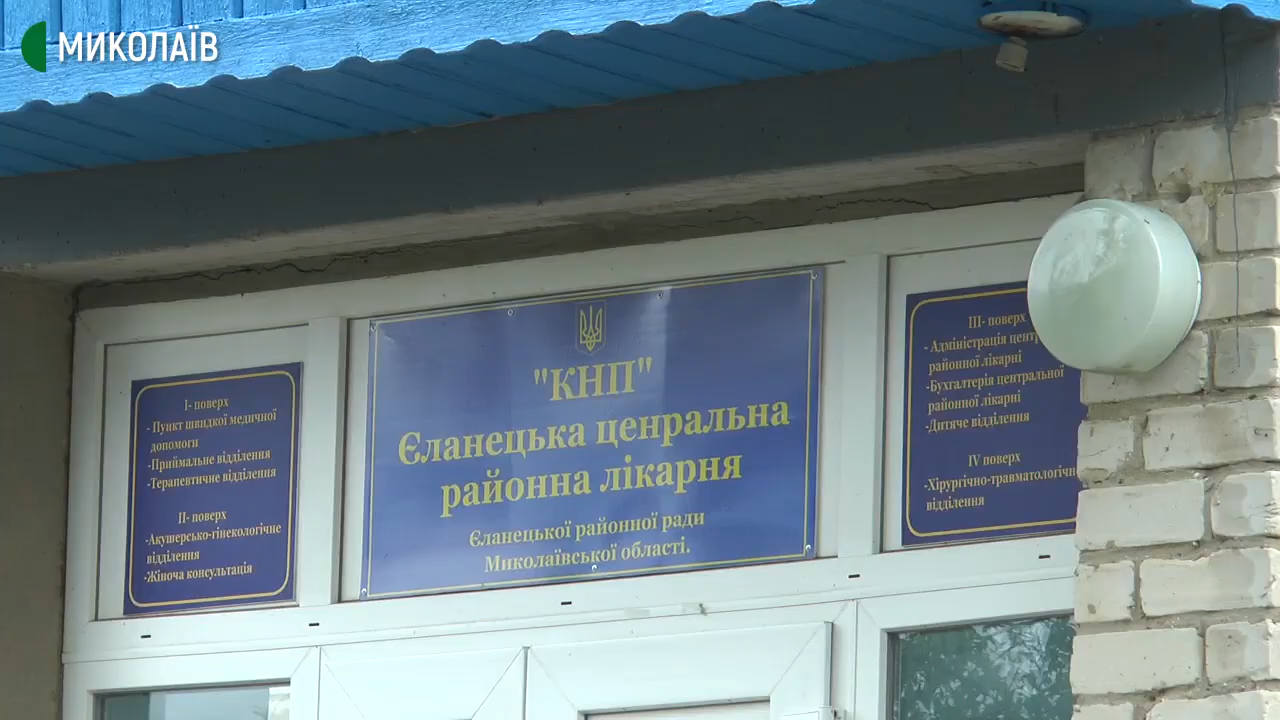 МИКОЛАЇВ
І- поверх
- Пункт швидкої медичної
допомоги
-Приймальне відділення
-Терапевтичне відділення
ІІ- поверх
-Акушерсько-гінекологічне
відділення
-Жіноча консультація
"КНП"
Єланецька ценральна
районна лікарня
Єланецької районної ради
Миколаївської області.
ІІІ- поверх
- Адміністрація
районної лікарні
-Бухгалтерія центральної
районної лікарні
-Дитяче відділення
ІV поверх
-Хірургічно-травматологічне
відділення